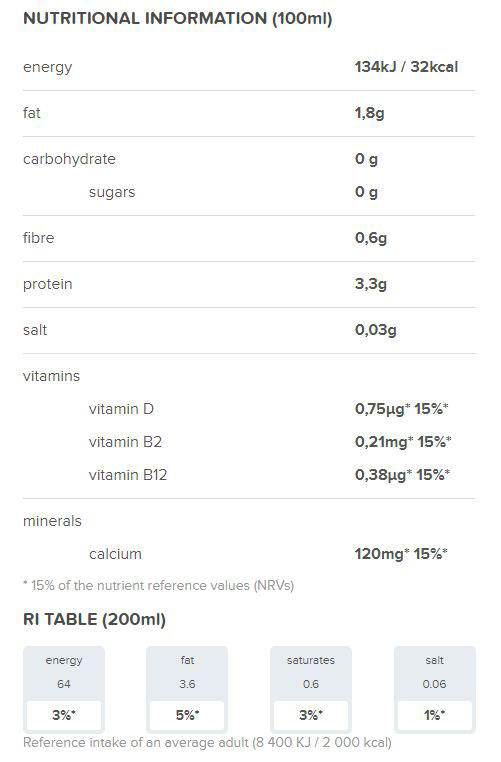 NUTRITIONAL INFORMATION (100ml)
energy 134kJ / 32kcal
fat 1,8g
carbohydrate 0 g
sugars 0 g
fibre 0,6g
protein 3,3g
salt 0,03g
vitamins
vitamin D 0,75µg* 15%*
vitamin B2 0,21mg* 15%*
vitamin B12 0,38µg* 15%*
minerals
calcium 120mg* 15%*
* 15% of the nutrient reference values (NRVs)
RI TABLE (200ml)
energy fat saturates salt
64 3.6 0.6 0.06
3%* 5%* 3%* 1%*
Reference intake of an average adult (8 400 KJ / 2 000 kcal)